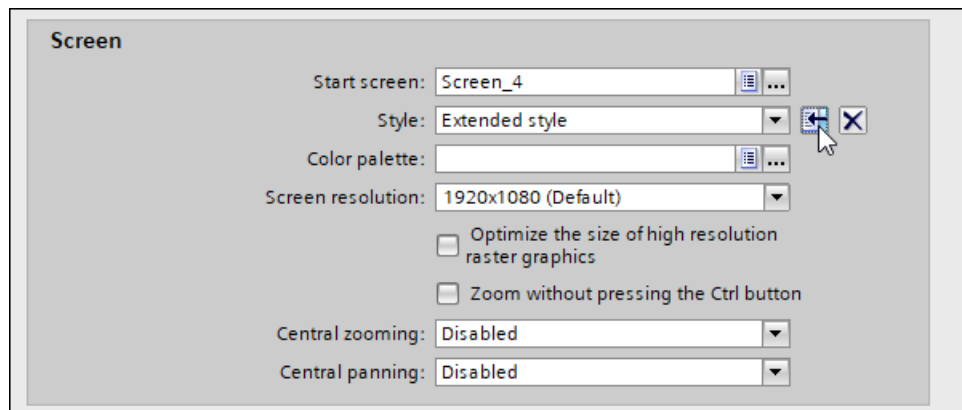 Screen
Start screen: Screen_4 ...
Style: Extended style
Color palette: ...
Screen resolution: 1920x1080 (Default)
Optimize the size of high resolution
raster graphics
Zoom without pressing the Ctrl button
Central zooming: Disabled
Central panning: Disabled